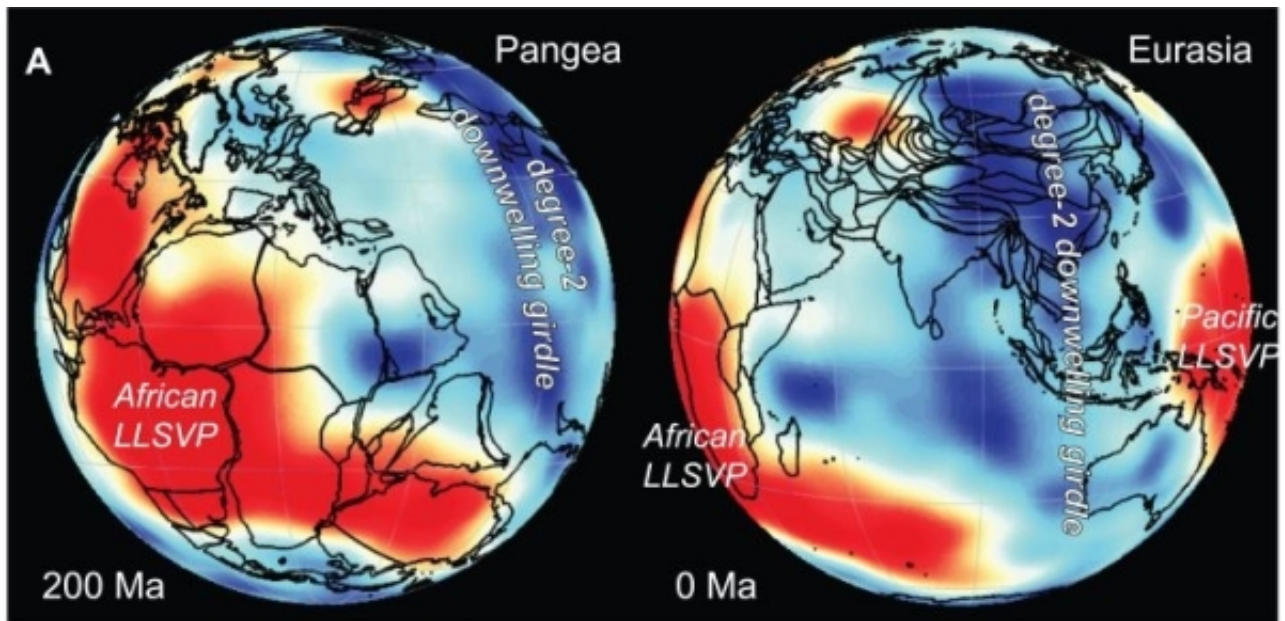 A
Pangea
degree-2
downwelling girdle
African
LLSVP
200 Ma
Eurasia
degree-2 downwelling girdle
Pacific
LLSVP
African
LLSVP
0 Ma